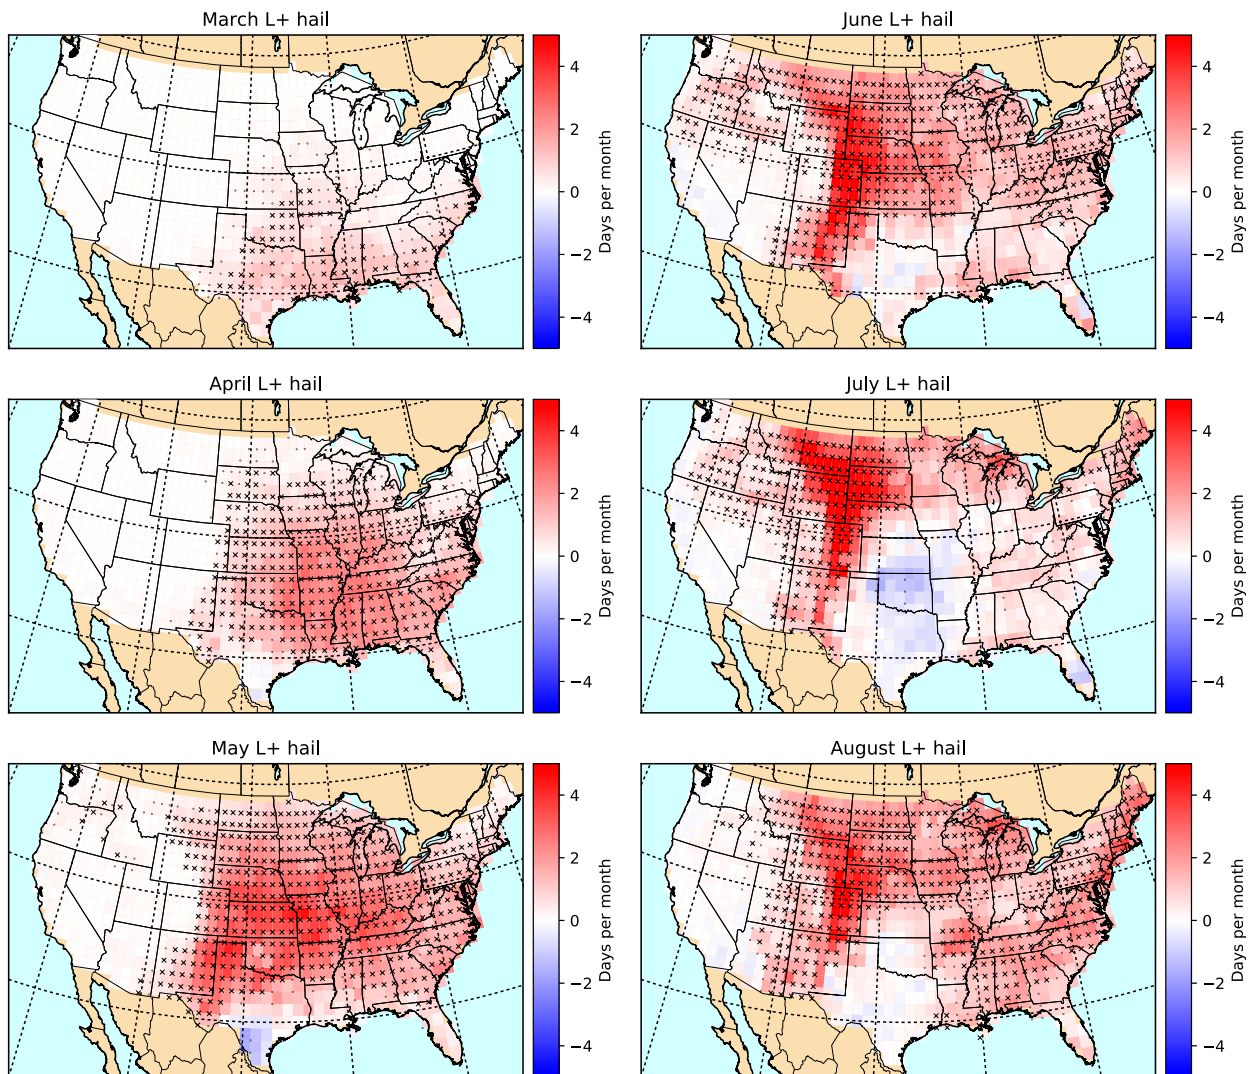 March L+ hail
4
2
0
−2
−4
Days per month
June L+ hail
4
2
0
−2
−4
Days per month
April L+ hail
4
2
0
−2
−4
Days per month
July L+ hail
4
2
0
−2
−4
Days per month
May L+ hail
4
2
0
−2
−4
Days per month
August L+ hail
4
2
0
−2
−4
Days per month